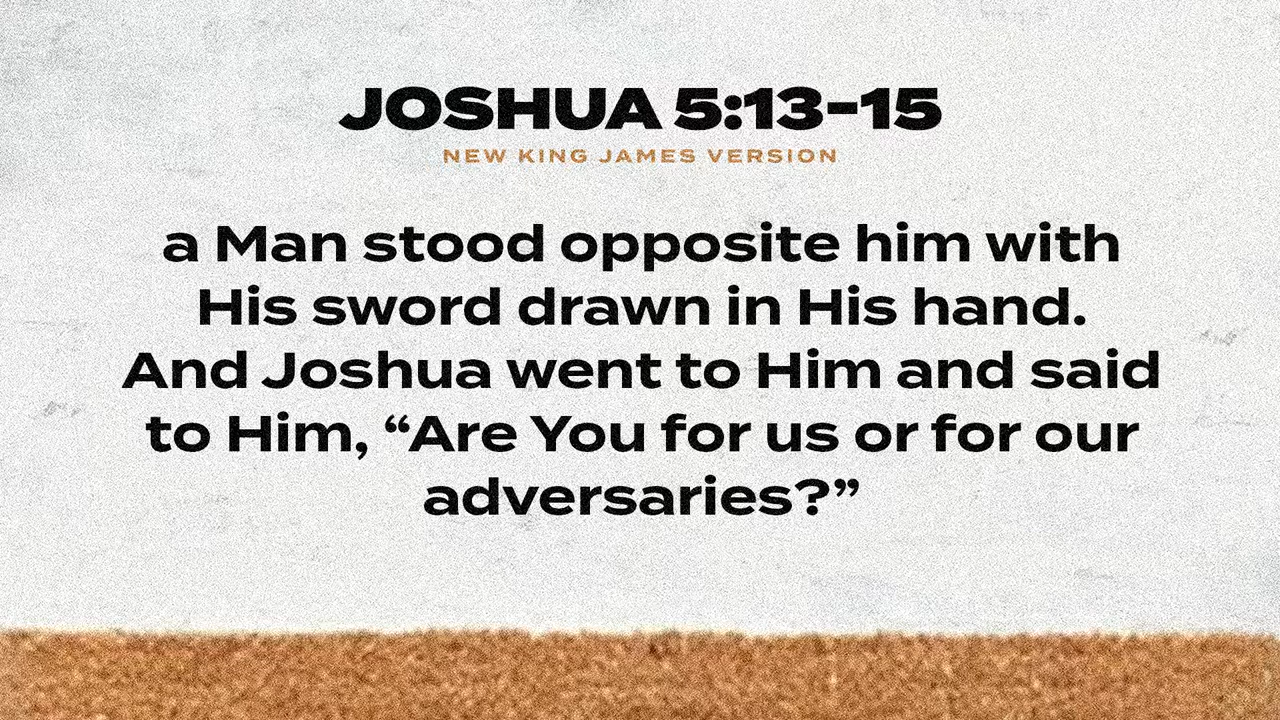 JOSHUA 5:13-15
NEW KING JAMES VERSION
a Man stood opposite him with
His sword drawn in His hand.
And Joshua went to Him and said
to Him, “Are You for us or for our
adversaries?”